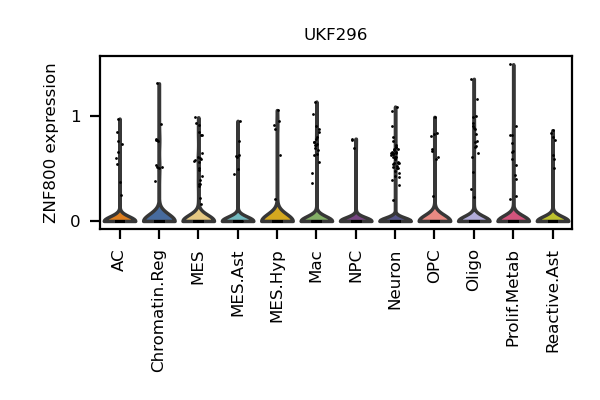 UKF296
ZNF800 expression
1
0
AC
Chromatin.Reg
MES
MES.Ast
MES.Hyp
Mac
NPC
Neuron
OPC
Oligo
Prolif.Metab
Reactive.Ast